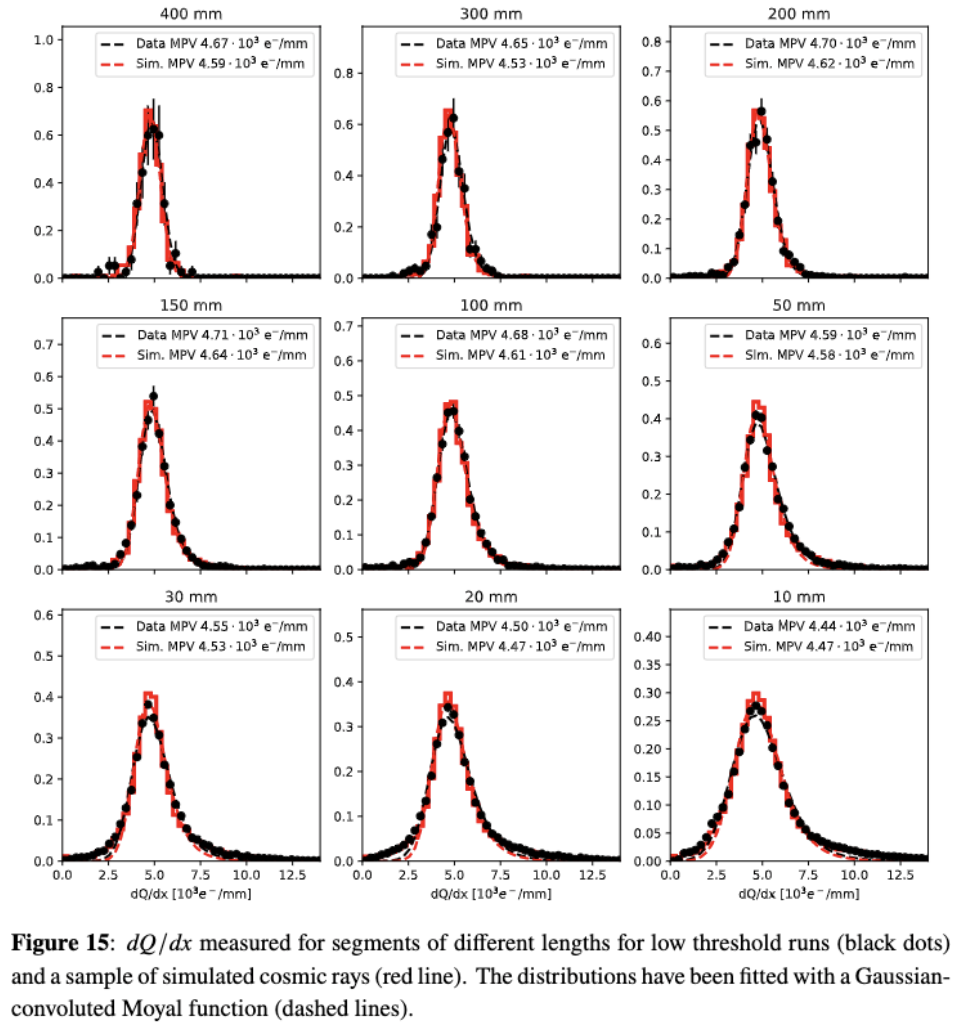 400 mm
300 mm
200 mm
1.0
0.8
0.6
0.4
0.2
0.0
Data MPV 4.67 · 10³ e⁻/mm
Sim. MPV 4.59 · 10³ e⁻/mm
0.8
0.6
0.4
0.2
0.0
Data MPV 4.65 · 10³ e⁻/mm
Sim. MPV 4.53 · 10³ e⁻/mm
0.8
0.7
0.6
0.5
0.4
0.3
0.2
0.1
0.0
Data MPV 4.70 · 10³ e⁻/mm
Sim. MPV 4.62 · 10³ e⁻/mm
150 mm
100 mm
50 mm
0.7
0.6
0.5
0.4
0.3
0.2
0.1
0.0
Data MPV 4.71 · 10³ e⁻/mm
Sim. MPV 4.64 · 10³ e⁻/mm
0.7
0.6
0.5
0.4
0.3
0.2
0.1
0.0
Data MPV 4.68 · 10³ e⁻/mm
Sim. MPV 4.61 · 10³ e⁻/mm
0.6
0.5
0.4
0.3
0.2
0.1
0.0
Data MPV 4.59 · 10³ e⁻/mm
Sim. MPV 4.58 · 10³ e⁻/mm
30 mm
20 mm
10 mm
0.6
0.5
0.4
0.3
0.2
0.1
0.0
Data MPV 4.55 · 10³ e⁻/mm
Sim. MPV 4.53 · 10³ e⁻/mm
0.5
0.4
0.3
0.2
0.1
0.0
Data MPV 4.50 · 10³ e⁻/mm
Sim. MPV 4.47 · 10³ e⁻/mm
0.40
0.35
0.30
0.25
0.20
0.15
0.10
0.05
0.00
Data MPV 4.44 · 10³ e⁻/mm
Sim. MPV 4.47 · 10³ e⁻/mm
0.0 2.5 5.0 7.5 10.0 12.5
0.0 2.5 5.0 7.5 10.0 12.5
0.0 2.5 5.0 7.5 10.0 12.5
dQ/dx [10³e⁻/mm]
dQ/dx [10³e⁻/mm]
dQ/dx [10³e⁻/mm]
Figure 15: dQ/dx measured for segments of different lengths for low threshold runs (black dots)
and a sample of simulated cosmic rays (red line). The distributions have been fitted with a Gaussian-
convoluted Moyal function (dashed lines).